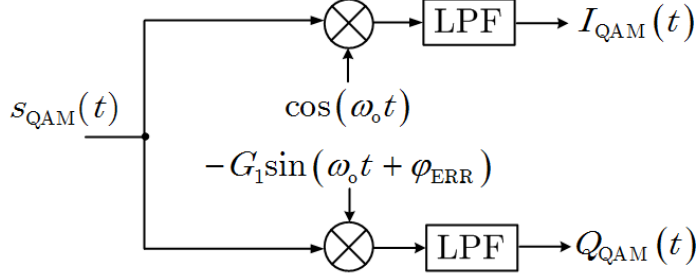 LPF I_QAM(t)
cos(ω_o t)
s_QAM(t)
−G_1 sin(ω_o t + φ_ERR)
LPF Q_QAM(t)